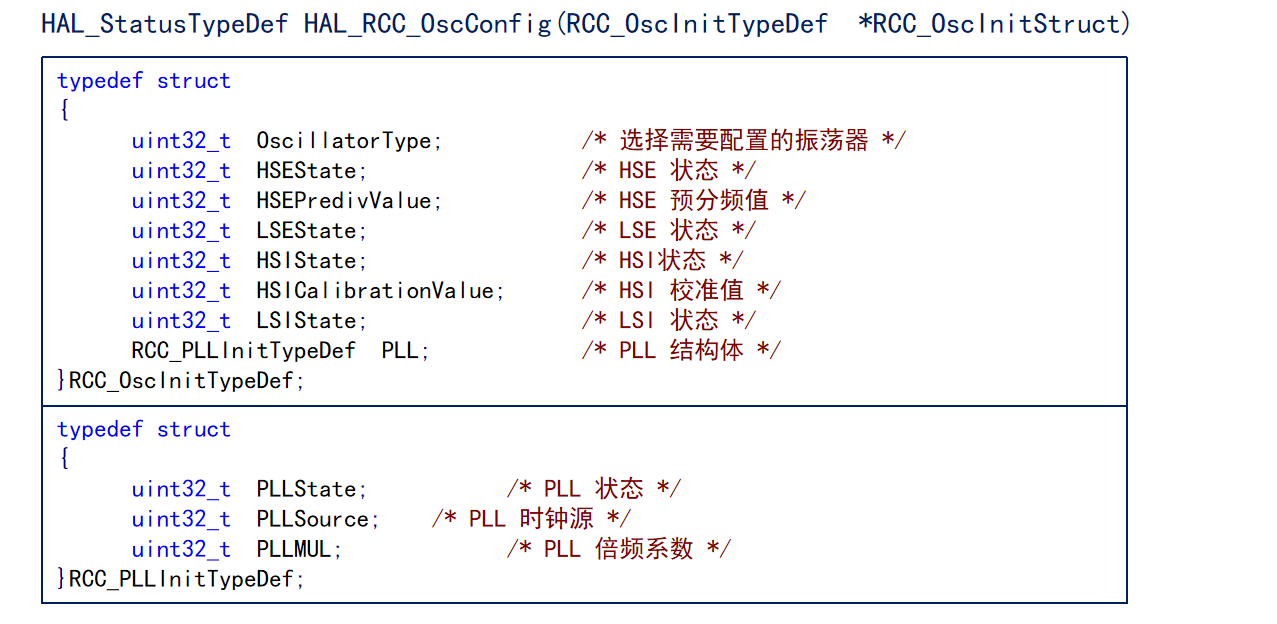 HAL_StatusTypeDef HAL_RCC_OscConfig(RCC_OscInitTypeDef *RCC_OscInitStruct)
typedef struct
{
uint32_t OscillatorType; /* 选择需要配置的振荡器 */
uint32_t HSEState; /* HSE 状态 */
uint32_t HSEPredivValue; /* HSE 预分频值 */
uint32_t LSEState; /* LSE 状态 */
uint32_t HSIState; /* HSI状态 */
uint32_t HSICalibrationValue; /* HSI 校准值 */
uint32_t LSIState; /* LSI 状态 */
RCC_PLLInitTypeDef PLL; /* PLL 结构体 */
}RCC_OscInitTypeDef;
typedef struct
{
uint32_t PLLState; /* PLL 状态 */
uint32_t PLLSource; /* PLL 时钟源 */
uint32_t PLLMUL; /* PLL 倍频系数 */
}RCC_PLLInitTypeDef;